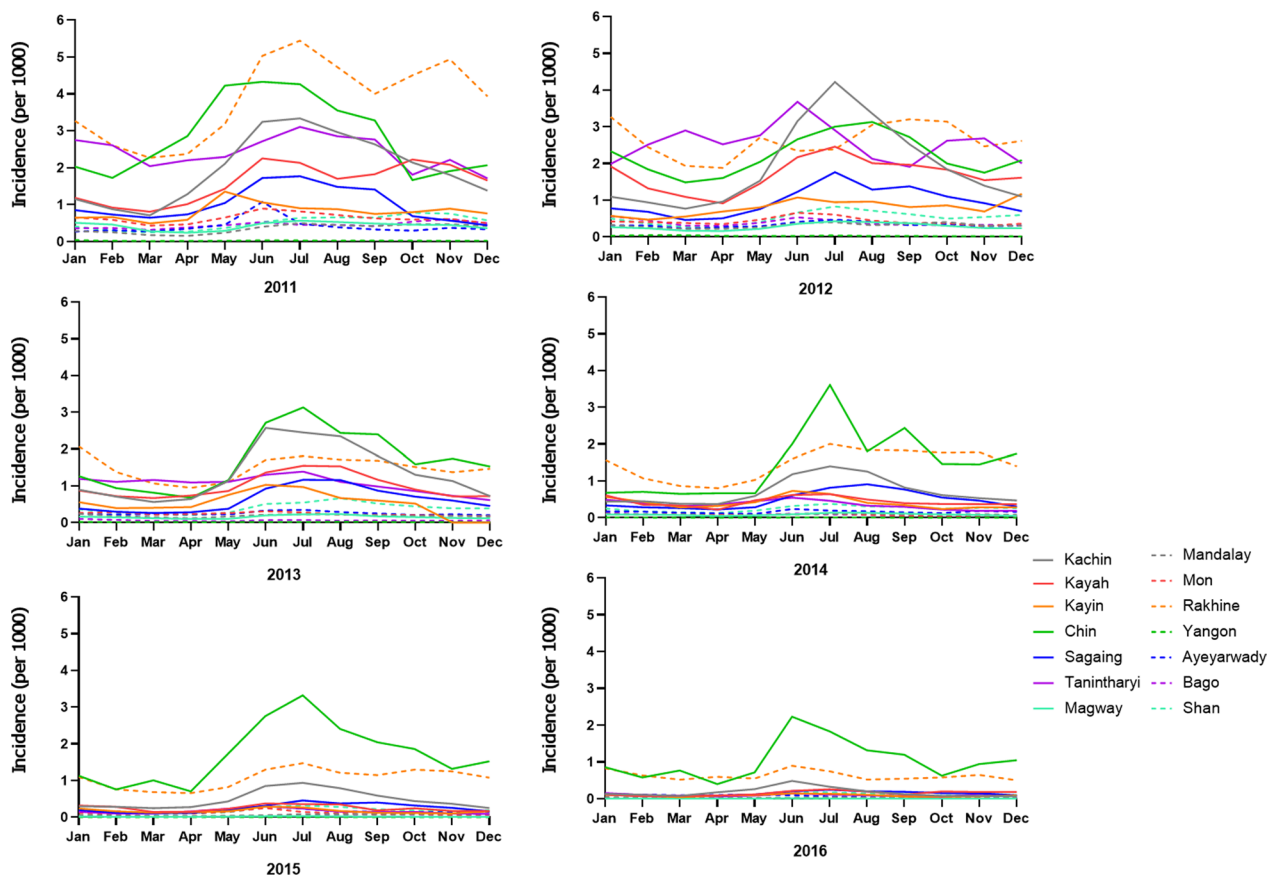 Incidence (per 1000)
6
5
4
3
2
1
0
Jan Feb Mar Apr May Jun Jul Aug Sep Oct Nov Dec
2011
Incidence (per 1000)
6
5
4
3
2
1
0
Jan Feb Mar Apr May Jun Jul Aug Sep Oct Nov Dec
2012
Incidence (per 1000)
6
5
4
3
2
1
0
Jan Feb Mar Apr May Jun Jul Aug Sep Oct Nov Dec
2013
Incidence (per 1000)
6
5
4
3
2
1
0
Jan Feb Mar Apr May Jun Jul Aug Sep Oct Nov Dec
2014
Incidence (per 1000)
6
5
4
3
2
1
0
Jan Feb Mar Apr May Jun Jul Aug Sep Oct Nov Dec
2015
Incidence (per 1000)
6
5
4
3
2
1
0
Jan Feb Mar Apr May Jun Jul Aug Sep Oct Nov Dec
2016
Kachin
Kayah
Kayin
Chin
Sagaing
Tanintharyi
Magway
Mandalay
Mon
Rakhine
Yangon
Ayeyarwady
Bago
Shan